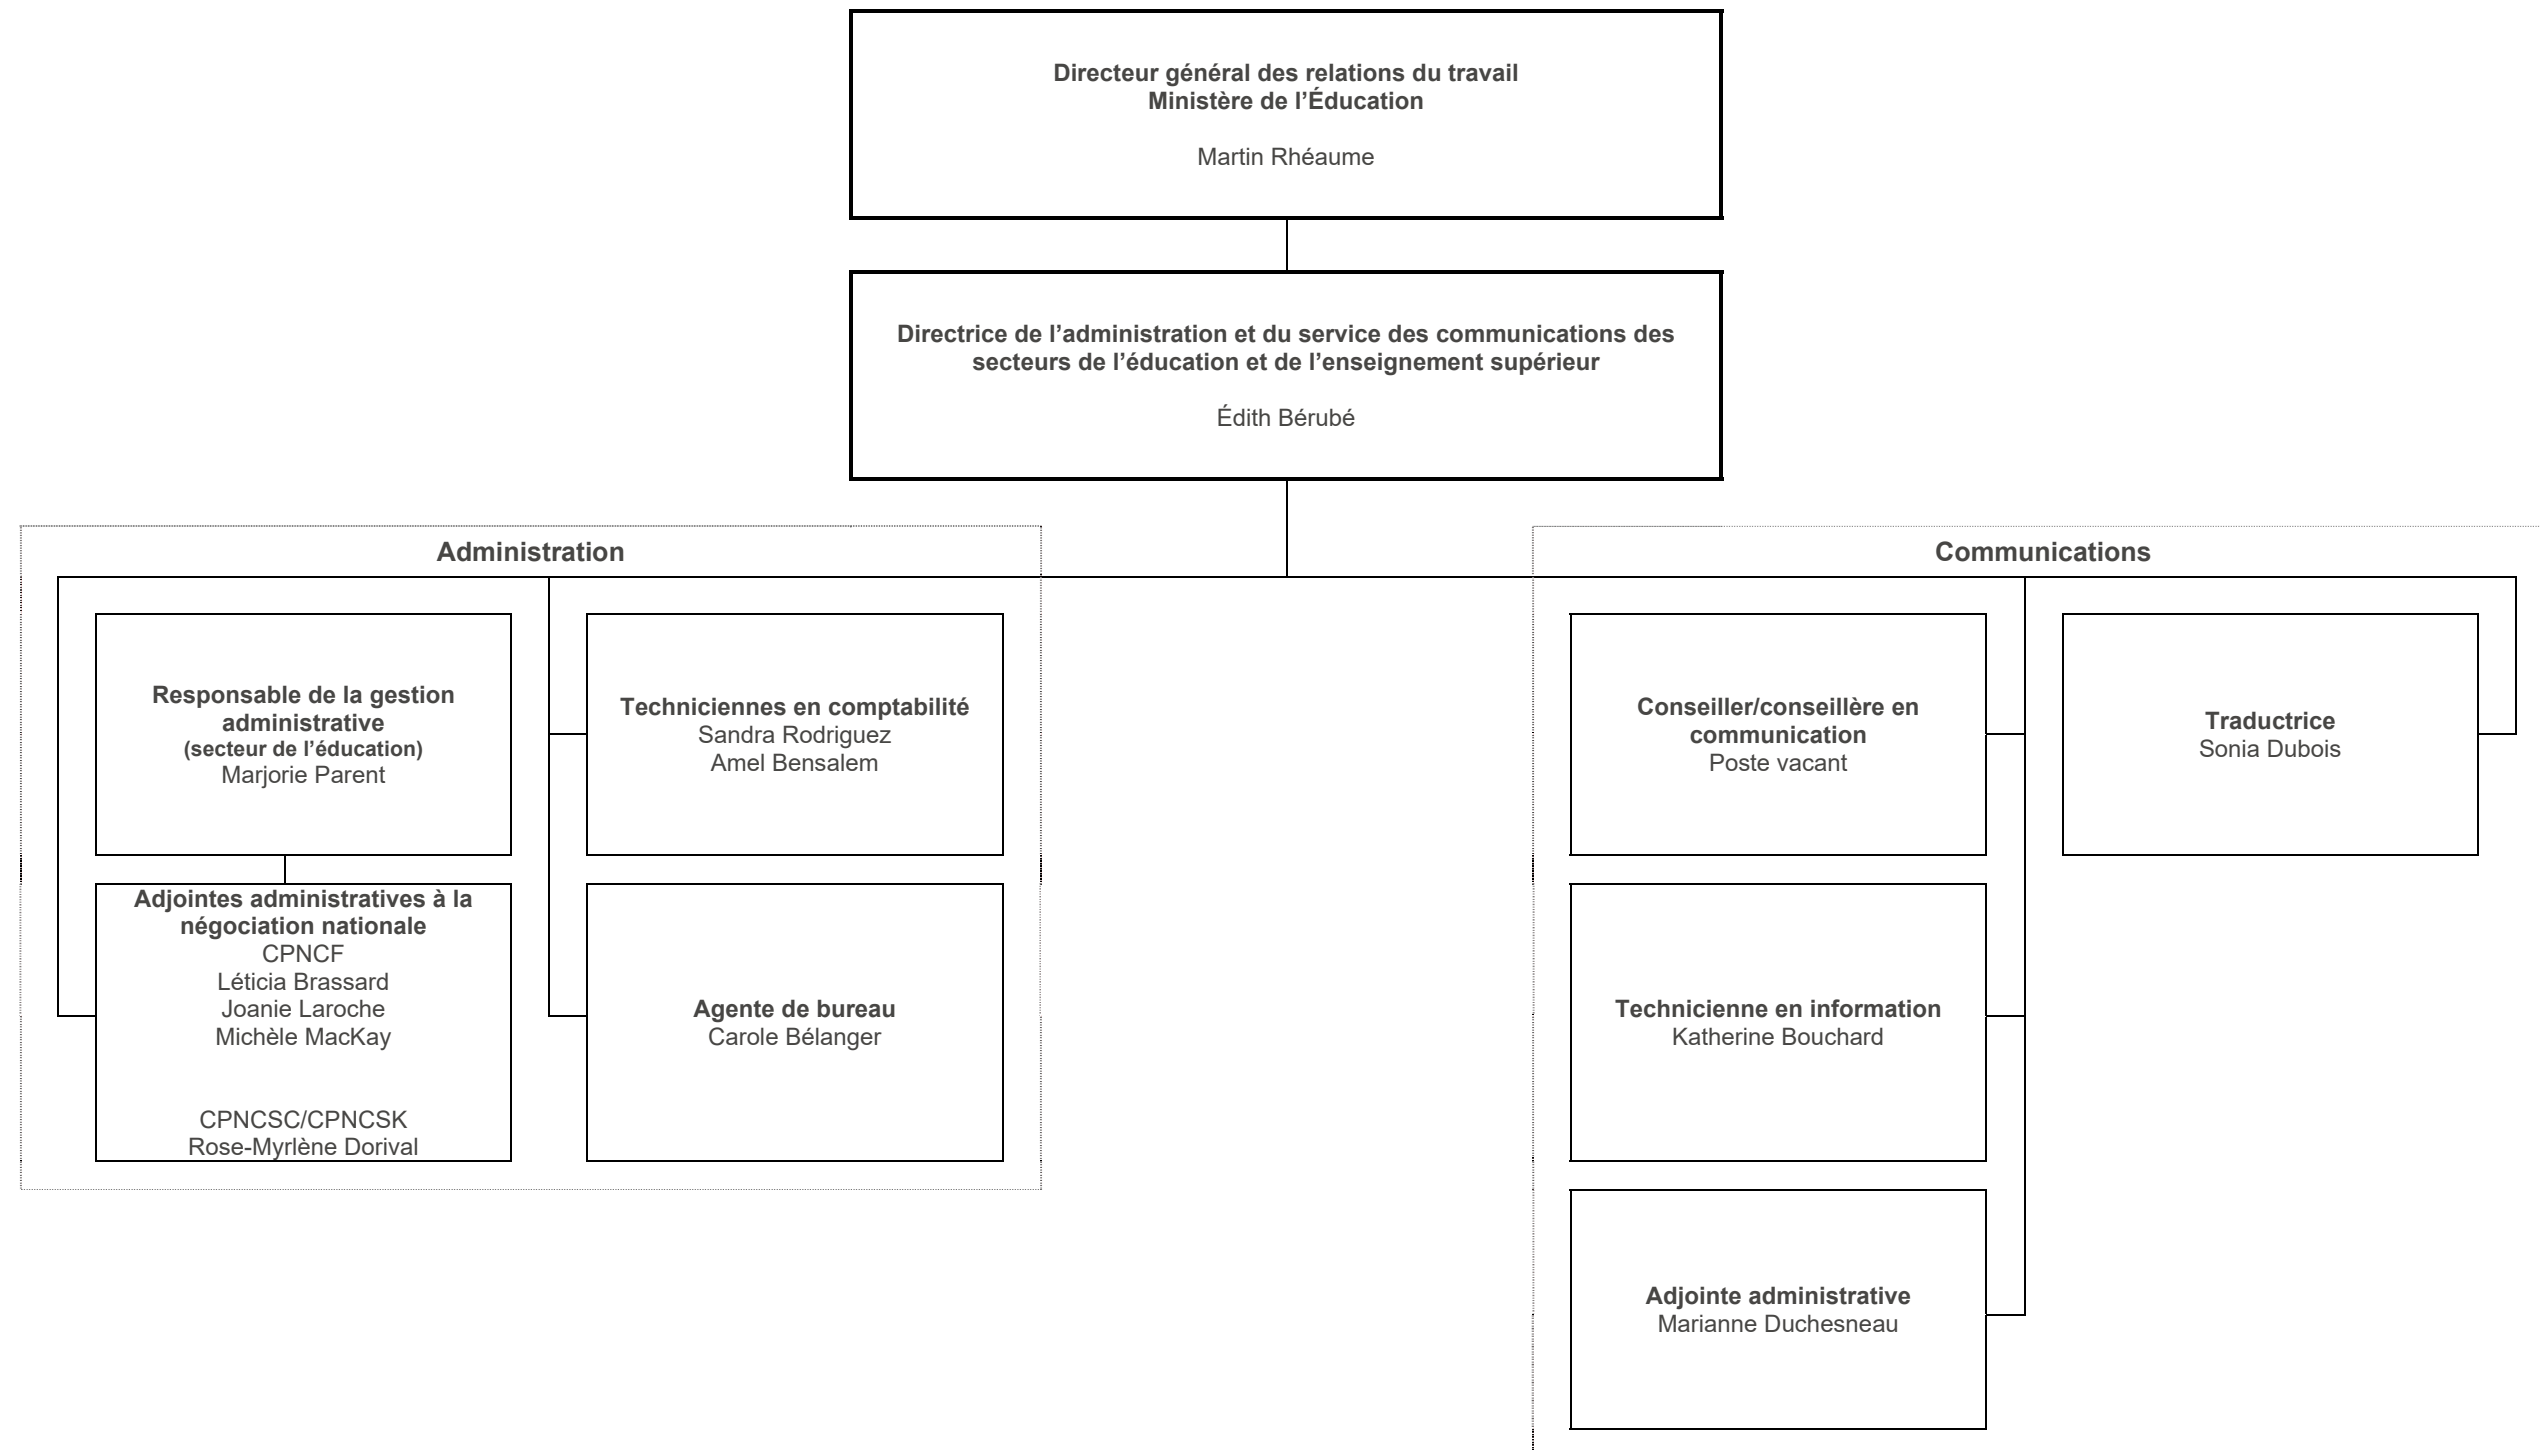 Directeur général des relations du travail
Ministère de l’Éducation
Martin Rhéaume
Directrice de l’administration et du service des communications des
secteurs de l’éducation et de l’enseignement supérieur
Édith Bérubé
Administration
Responsable de la gestion
administrative
(secteur de l’éducation)
Marjorie Parent
Techniciennes en comptabilité
Sandra Rodriguez
Amel Bensalem
Adjointes administratives à la
négociation nationale
CPNCF
Léticia Brassard
Joanie Laroche
Michèle MacKay
CPNCSC/CPNCSK
Rose-Myrlène Dorival
Agente de bureau
Carole Bélanger
Communications
Conseiller/conseillère en
communication
Poste vacant
Traductrice
Sonia Dubois
Technicienne en information
Katherine Bouchard
Adjointe administrative
Marianne Duchesneau